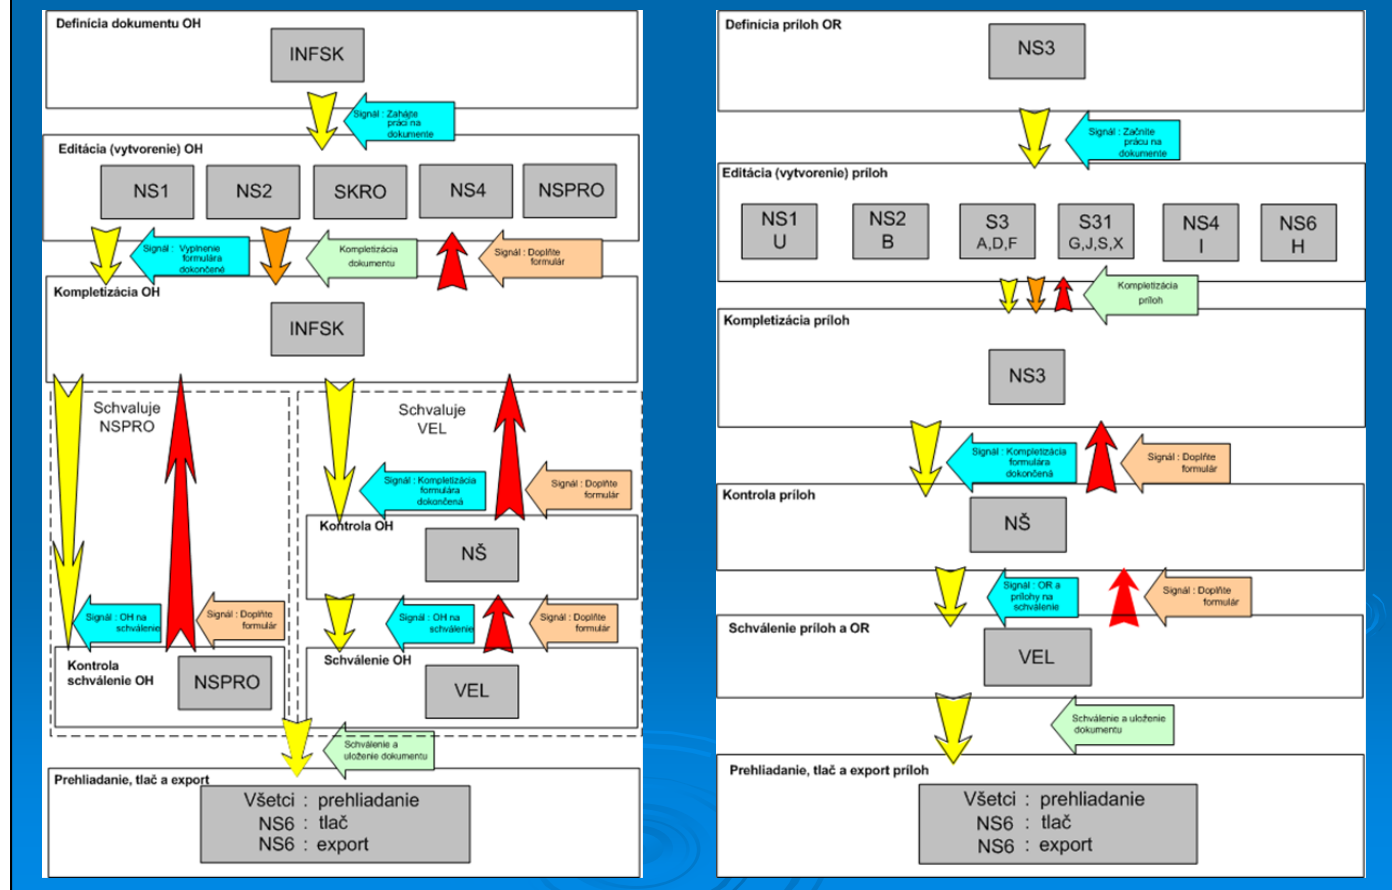 Definícia dokumentu OH
INFSK
Signál : Zahájte
práci na
dokumente
Editácia (vytvorenie) OH
NS1
NS2
SKRO
NS4
NSPRO
Signál : Vyplnenie
formulára
dokončené
Kompletizácia
dokumentu
Signál : Doplňte
formulár
Kompletizácia OH
INFSK
Schvaluje
NSPRO
Schvaluje
VEL
Signál : Kompletizácia
formulára
dokončená
Signál : Doplňte
formulár
Kontrola OH
NŠ
Signál : OH na
schválenie
Signál : Doplňte
formulár
Signál : OH na
schválenie
Signál : Doplňte
formulár
Kontrola
schválenie OH
NSPRO
Schválenie OH
VEL
Schválenie a
uloženie dokumentu
Prehliadanie, tlač a export
Všetci : prehliadanie
NS6 : tlač
NS6 : export
Definícia príloh OR
NS3
Signál : Začnite
prácu na
dokumente
Editácia (vytvorenie) príloh
NS1
U
NS2
B
S3
A,D,F
S31
G,J,S,X
NS4
I
NS6
H
Kompletizácia
príloh
Kompletizácia príloh
NS3
Signál : Kompletizácia
formulára
dokončená
Signál : Doplňte
formulár
Kontrola príloh
NŠ
Signál : OR a
prílohy na
schválenie
Signál : Doplňte
formulár
Schválenie príloh a OR
VEL
Schválenie a uloženie
dokumentu
Prehliadanie, tlač a export príloh
Všetci : prehliadanie
NS6 : tlač
NS6 : export